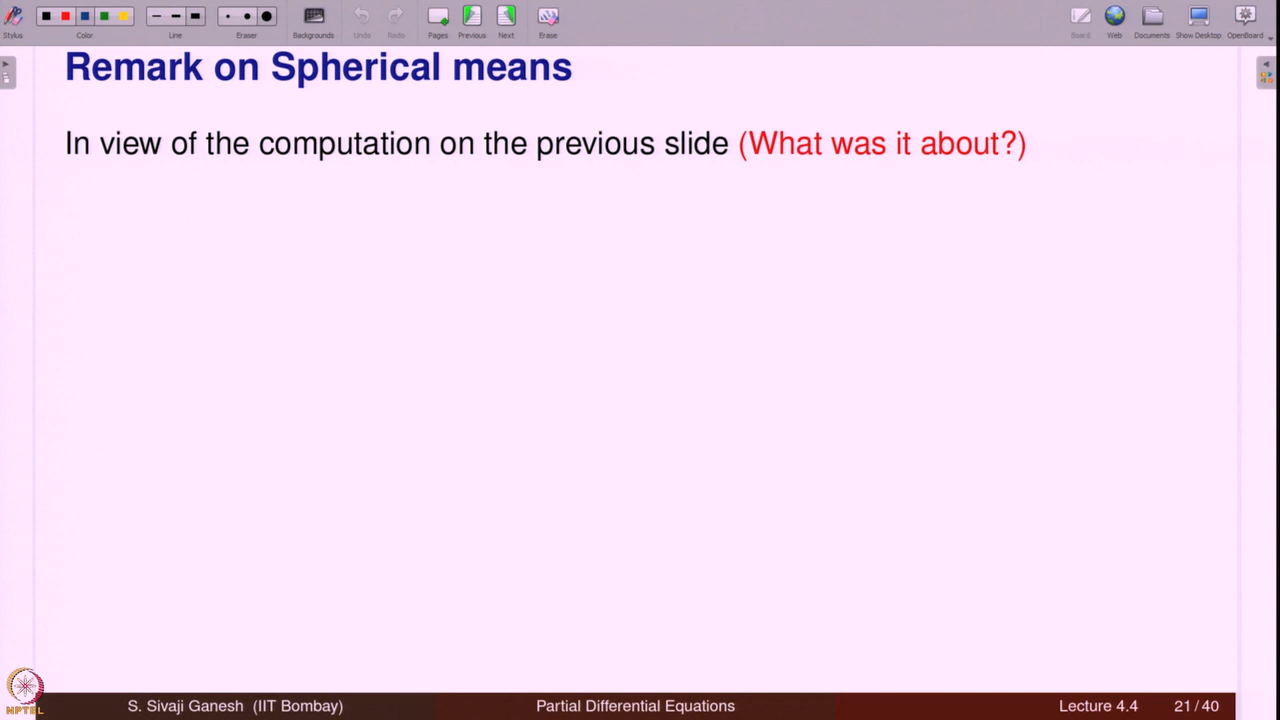 Stylus
Color
Line
Eraser
Backgrounds
Undo
Redo
Pages
Previous
Next
Erase
Board
Web
Documents
Show Desktop
OpenBoard
Remark on Spherical means
In view of the computation on the previous slide (What was it about?)
NPTEL
S. Sivaji Ganesh (IIT Bombay)
Partial Differential Equations
Lecture 4.4
21 / 40